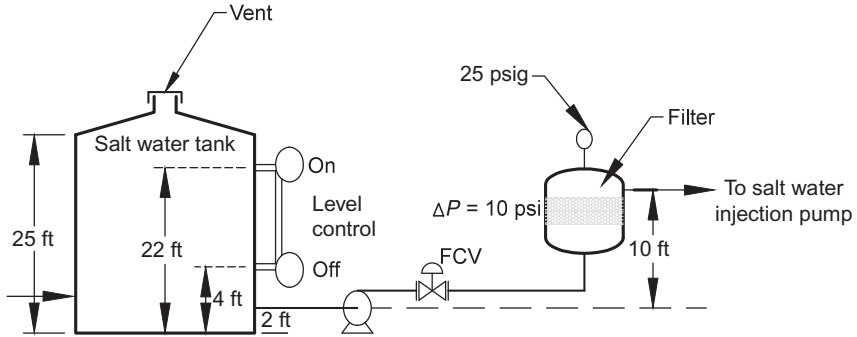 Vent
25 psig
Filter
Salt water tank
On
To salt water
injection pump
Level
control
ΔP = 10 psi
25 ft
22 ft
10 ft
Off
FCV
4 ft
2 ft